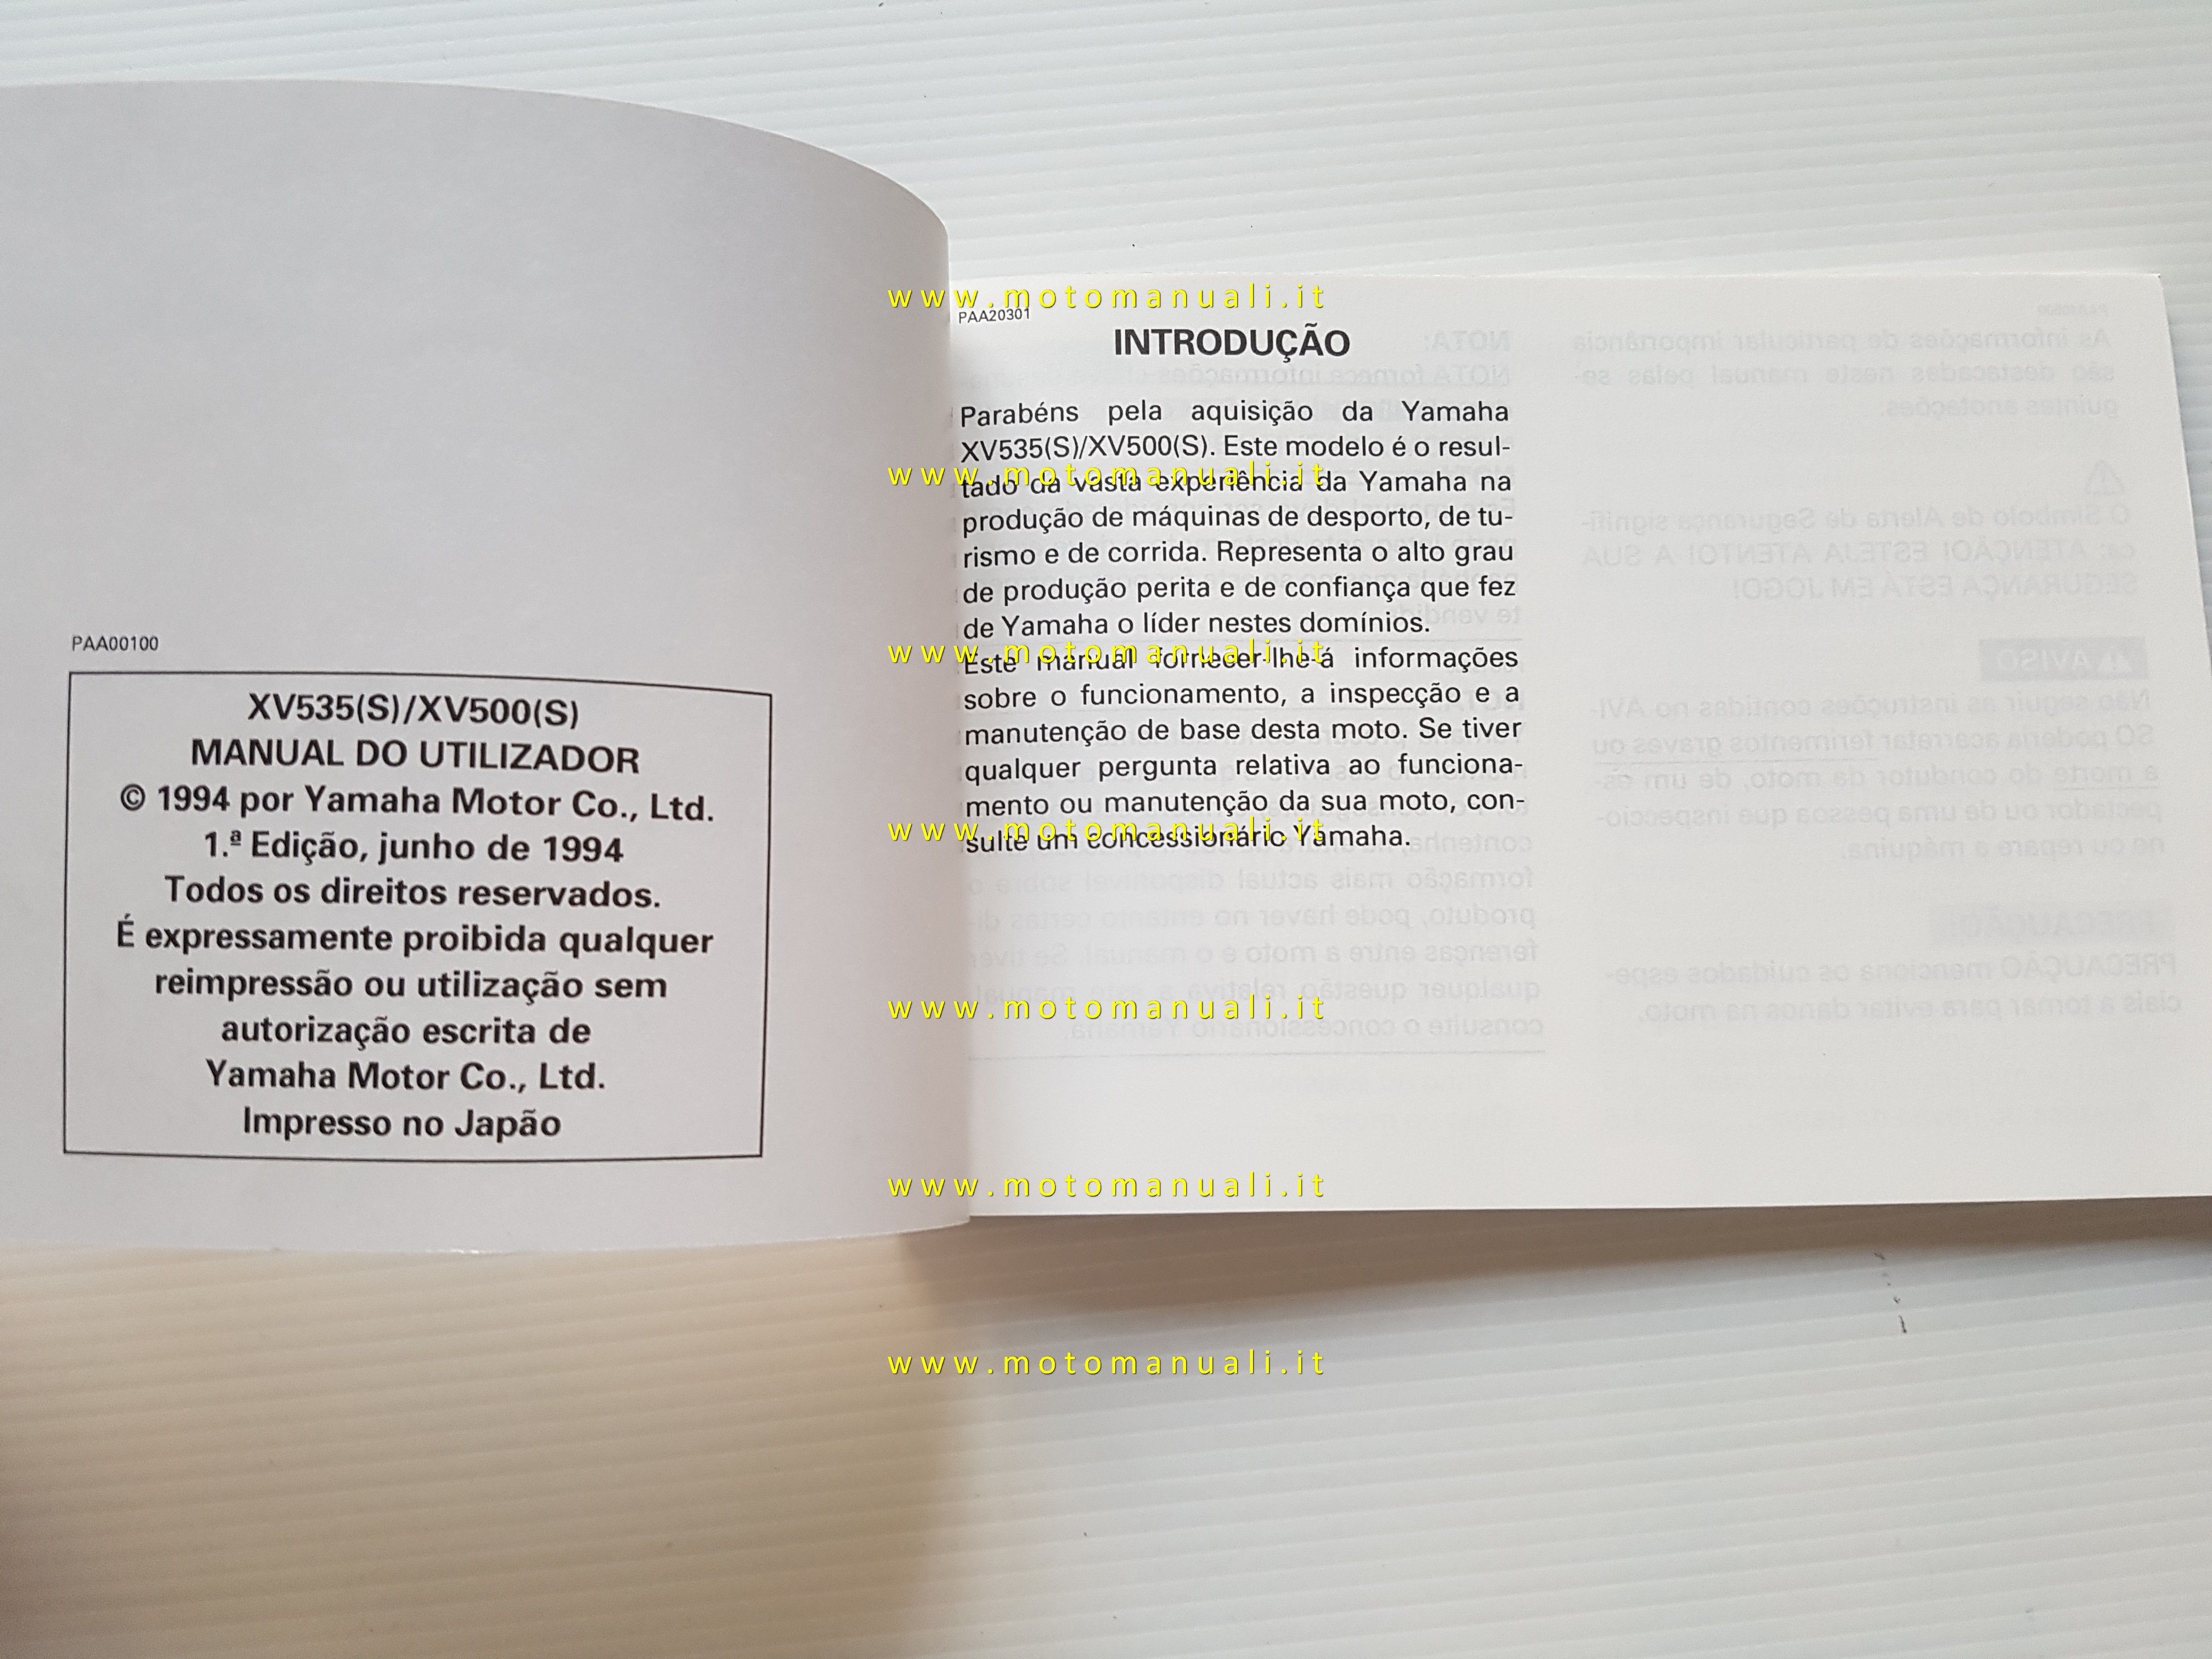 PAA00100
XV535(S)/XV500(S)
MANUAL DO UTILIZADOR
© 1994 por Yamaha Motor Co., Ltd.
1.ª Edição, junho de 1994
Todos os direitos reservados.
É expressamente proibida qualquer
reimpressão ou utilização sem
autorização escrita de
Yamaha Motor Co., Ltd.
Impresso no Japão
www.motomanuali.it
PAA20301
INTRODUÇÃO
Parabéns pela aquisição da Yamaha
XV535(S)/XV500(S). Este modelo é o resul-
www.motomanuali.it
tado da vasta experiência da Yamaha na
produção de máquinas de desporto, de tu-
rismo e de corrida. Representa o alto grau
de produção perita e de confiança que fez
de Yamaha o líder nestes domínios.
www.motomanuali.it
Este manual fornecer-lhe-á informações
sobre o funcionamento, a inspecção e a
manutenção de base desta moto. Se tiver
qualquer pergunta relativa ao funciona-
mento ou manutenção da sua moto, con-
www.motomanuali.it
sulte um concessionário Yamaha.
www.motomanuali.it
www.motomanuali.it
www.motomanuali.it